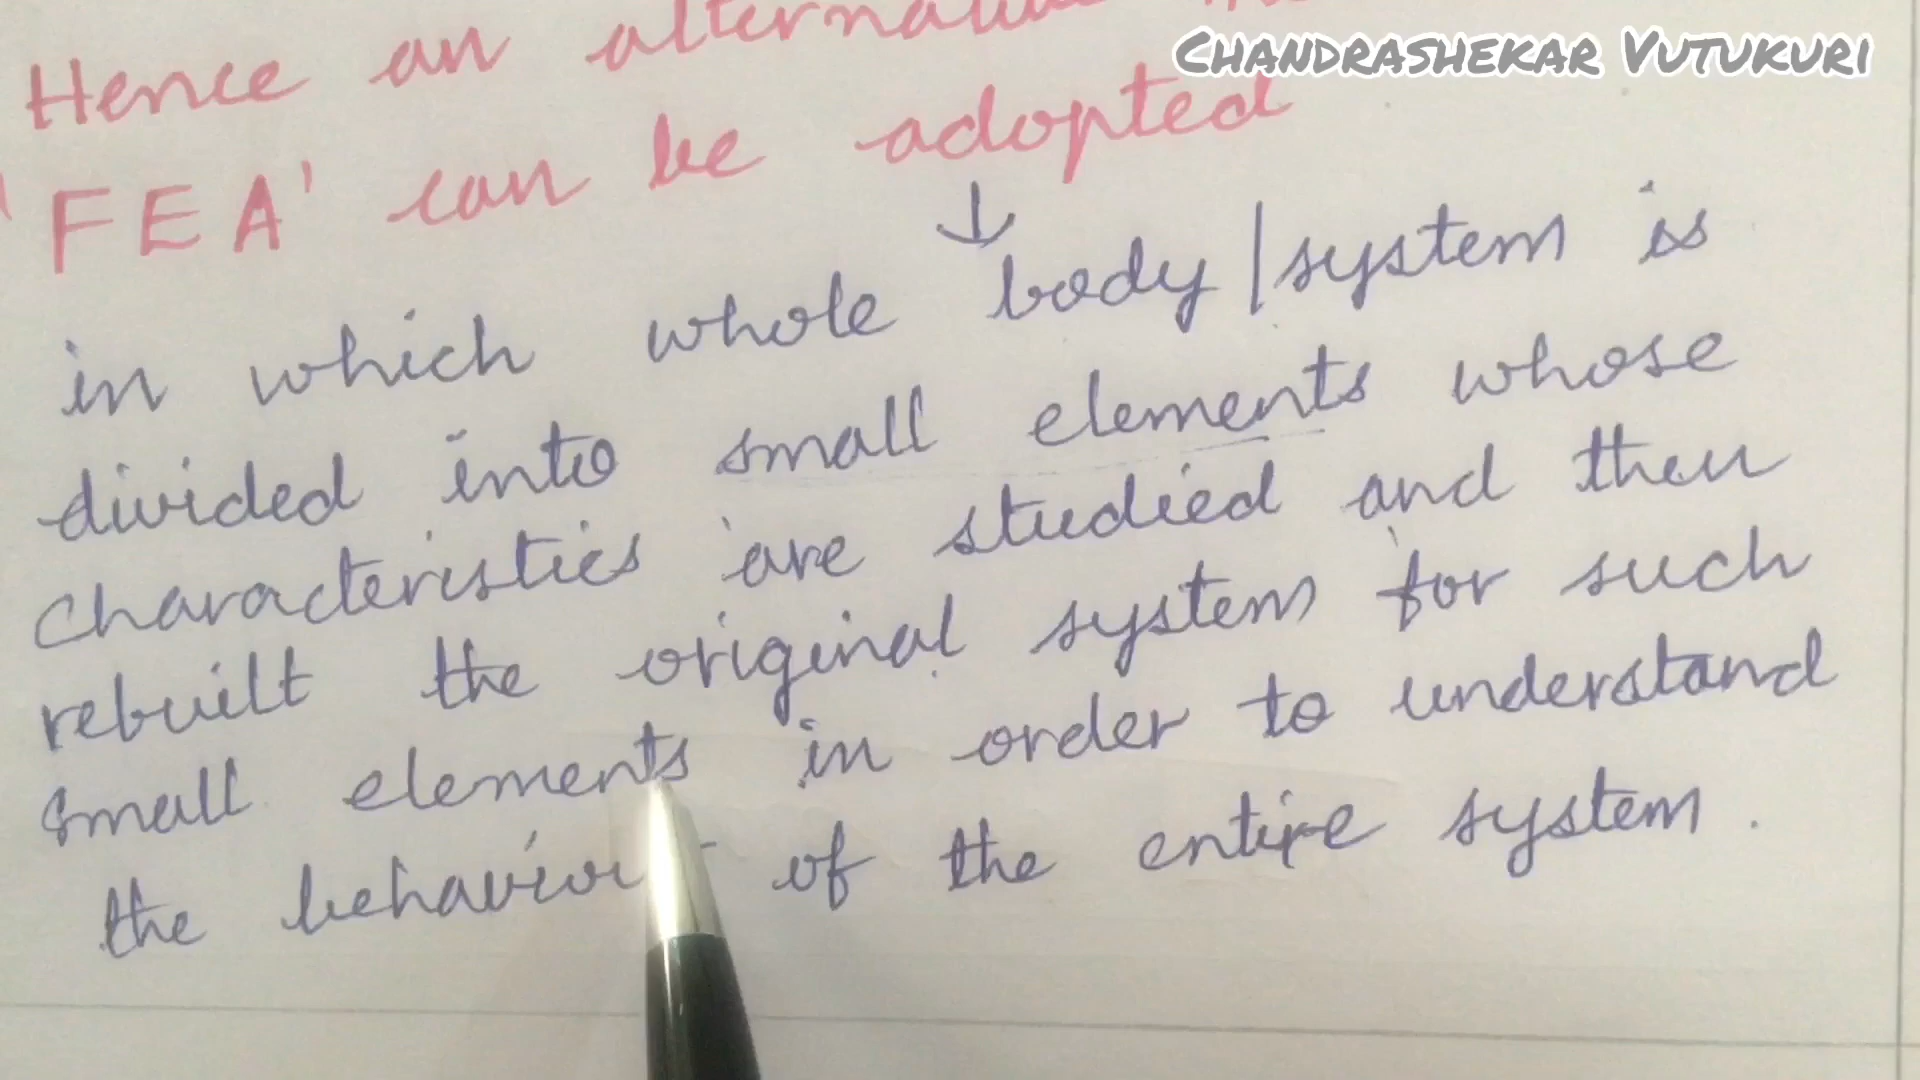 Hence an
CHANDRASHEKAR VUTUKURI
'FEA' can be adopted
↓
in which whole body/system is
divided into small elements whose
characteristics are studied and then
rebuilt the original system for such
small elements in order to understand
the of the entire system.